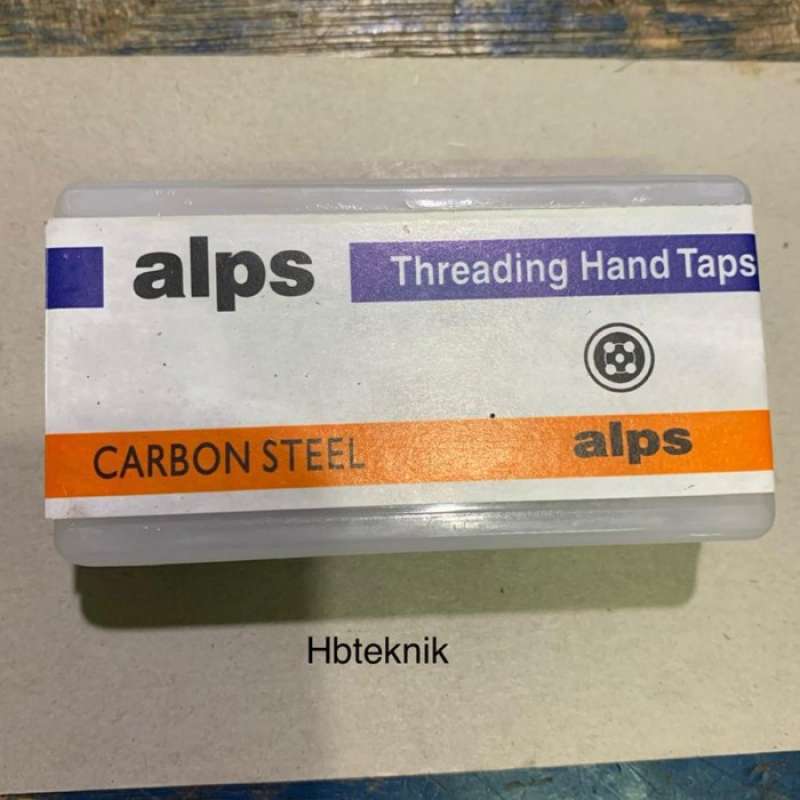 alps
Threading Hand Taps
CARBON STEEL
alps
Hbteknik